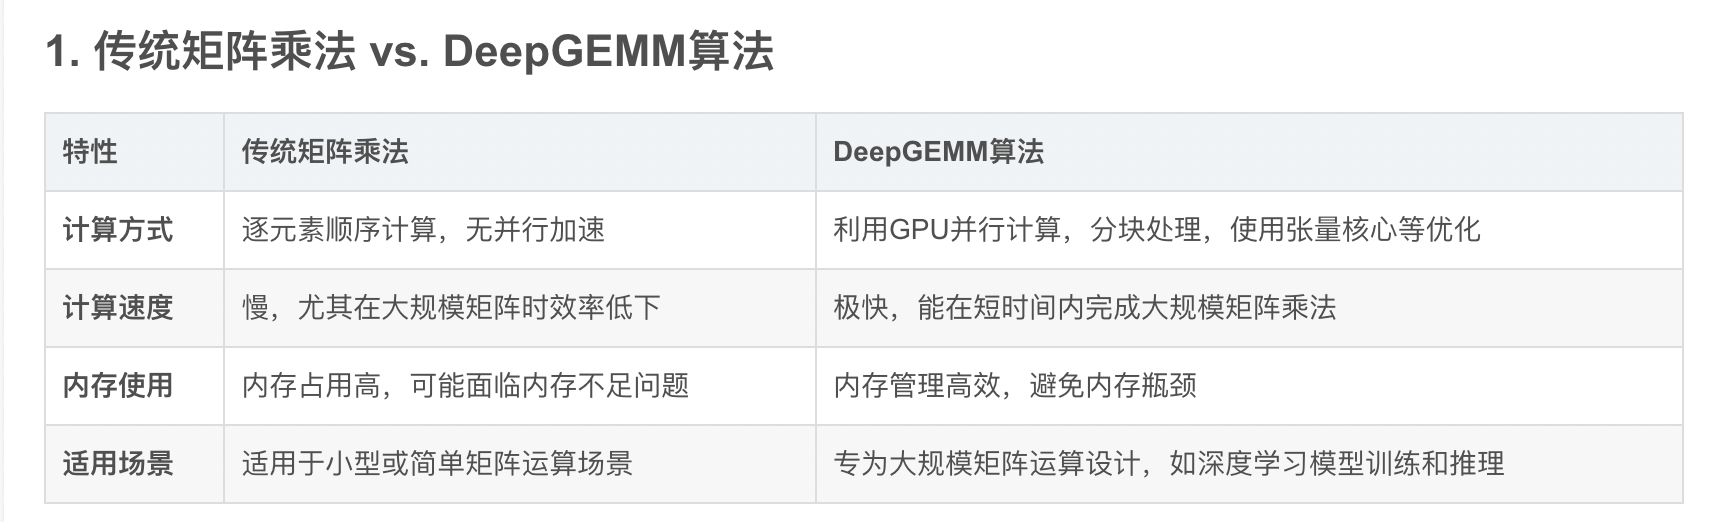 1. 传统矩阵乘法 vs. DeepGEMM算法
特性 传统矩阵乘法 DeepGEMM算法
计算方式 逐元素顺序计算，无并行加速 利用GPU并行计算，分块处理，使用张量核心等优化
计算速度 慢，尤其在大规模矩阵时效率低下 极快，能在短时间内完成大规模矩阵乘法
内存使用 内存占用高，可能面临内存不足问题 内存管理高效，避免内存瓶颈
适用场景 适用于小型或简单矩阵运算场景 专为大规模矩阵运算设计，如深度学习模型训练和推理